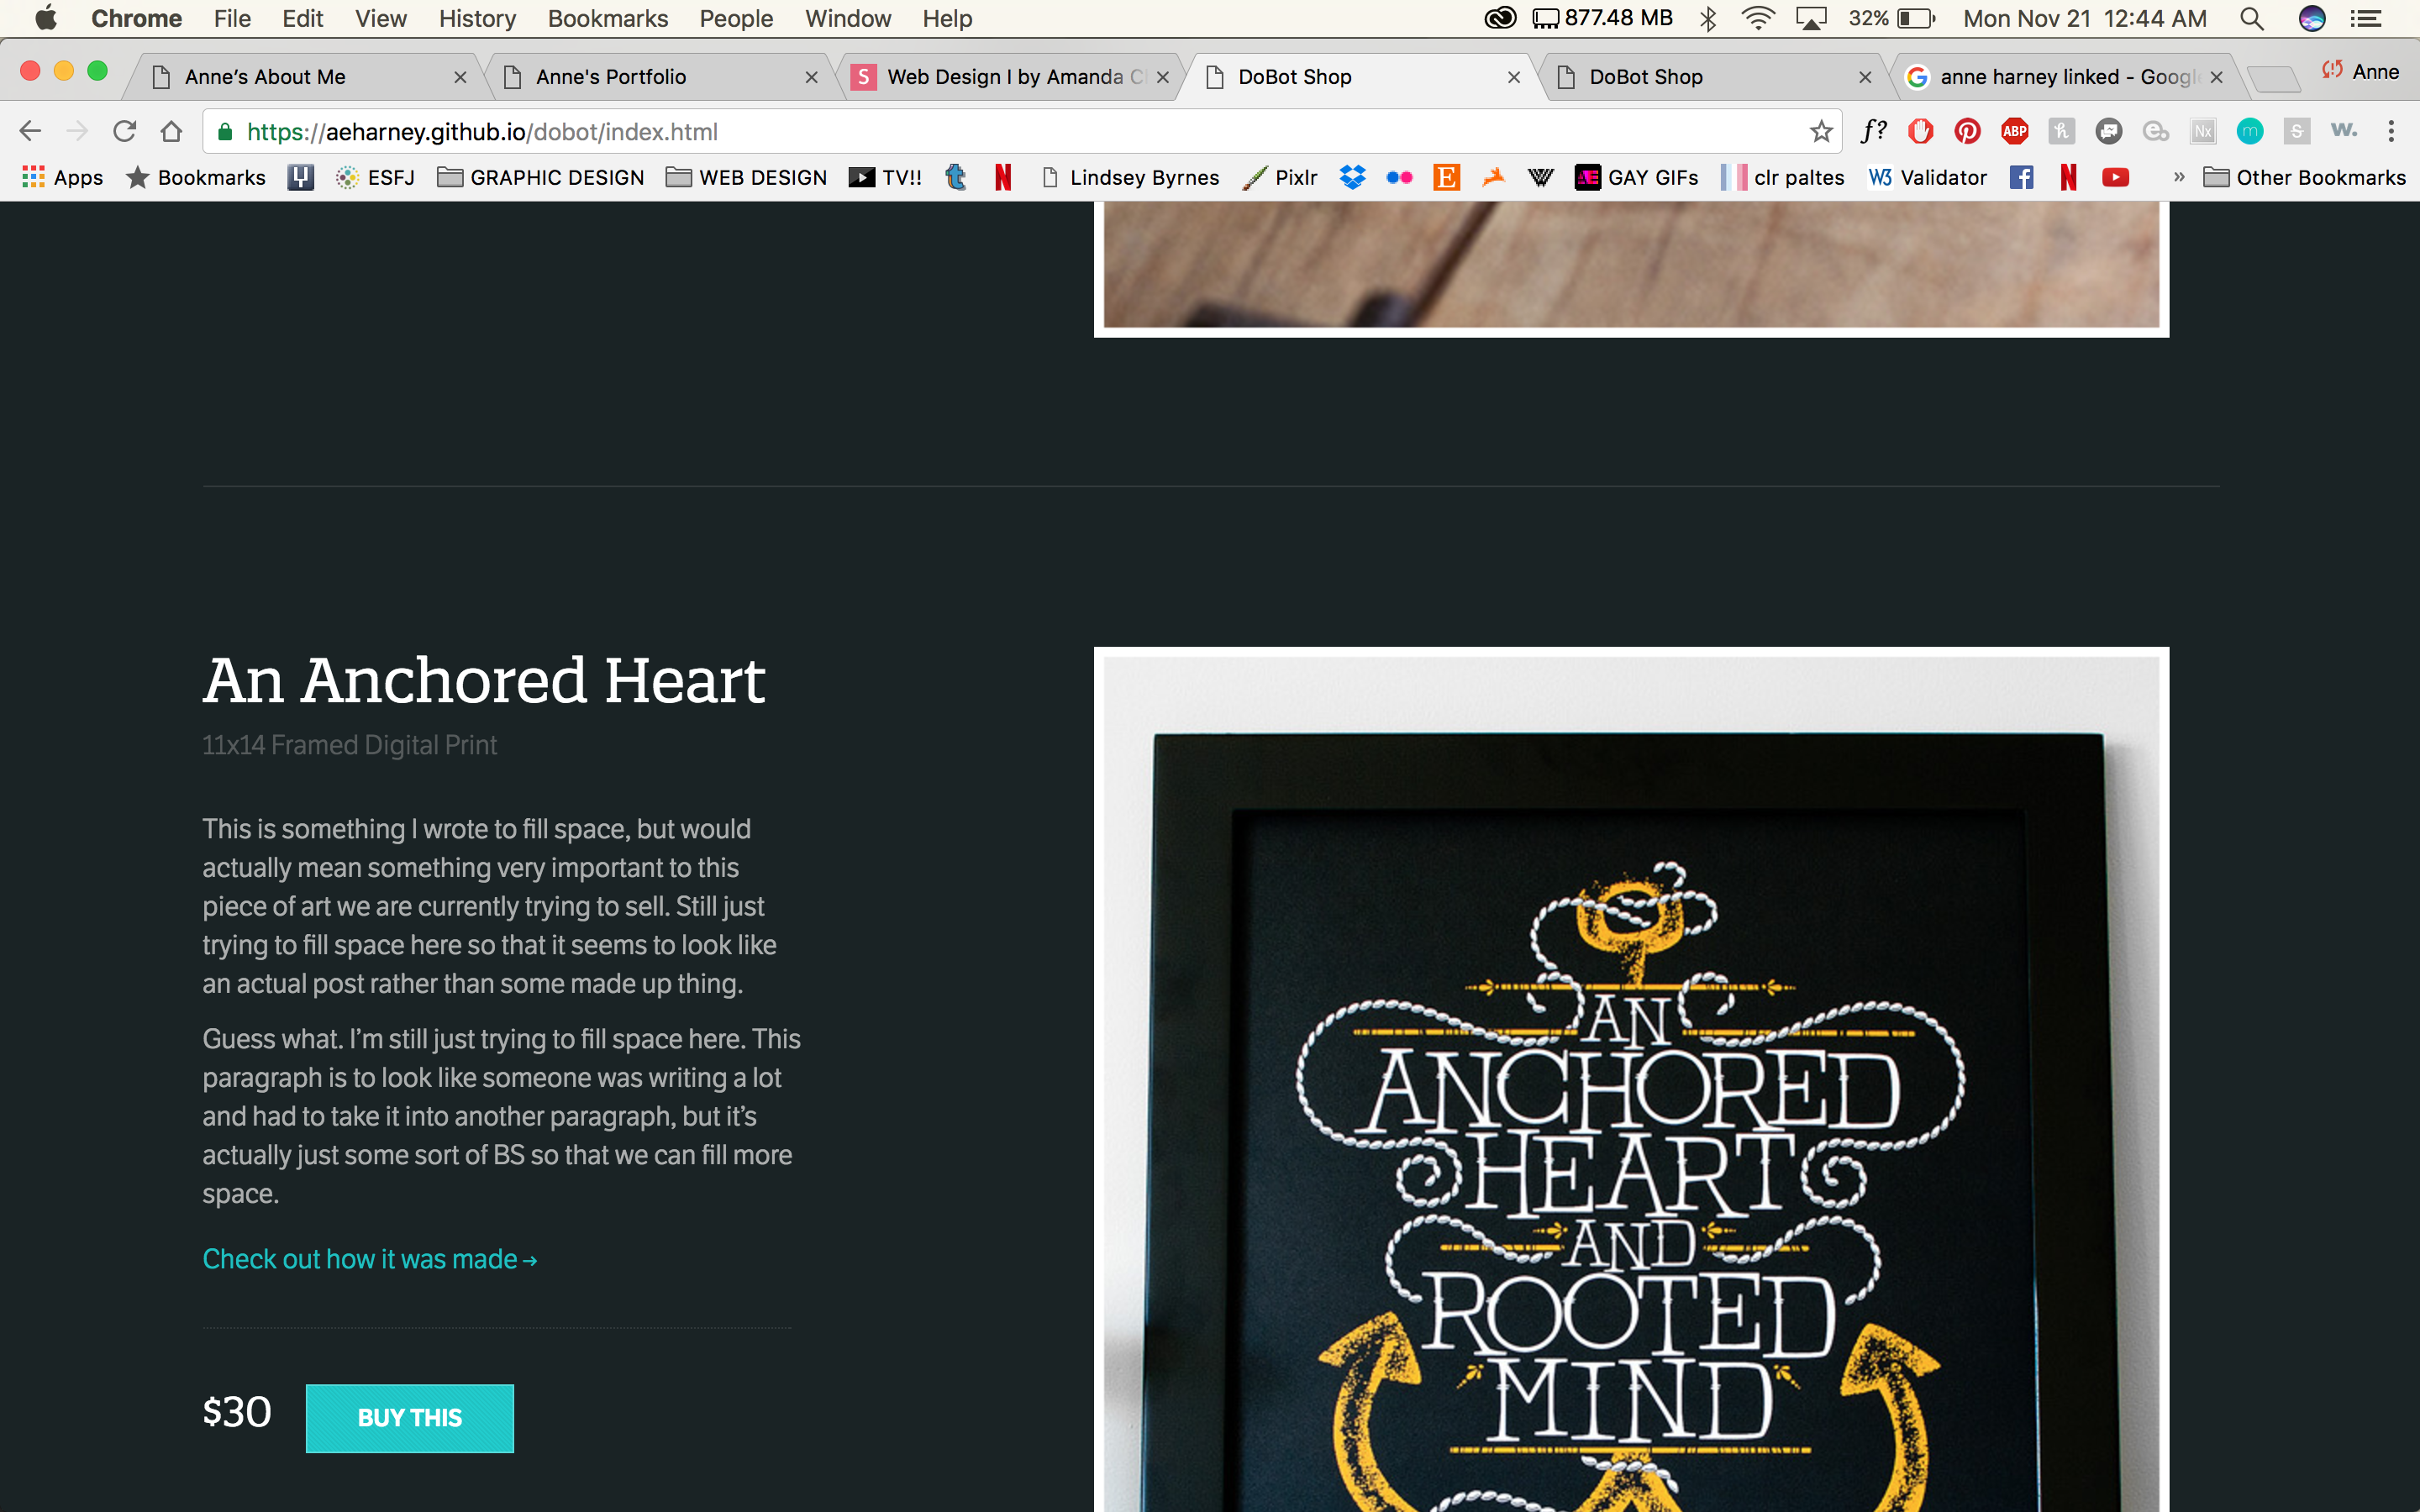 Chrome File Edit View History Bookmarks People Window Help 877.48 MB 32% Mon Nov 21 12:44 AM
Anne's About Me Anne's Portfolio S Web Design I by Amanda DoBot Shop DoBot Shop anne harney linked - Googl Anne
https://aeharney.github.io/dobot/index.html f? ABP h Nx m S w.
Apps Bookmarks ESFJ GRAPHIC DESIGN WEB DESIGN TV!! t N Lindsey Byrnes Pixlr E AE GAY GIFs clr paltes W3 Validator f N » Other Bookmarks
An Anchored Heart
11x14 Framed Digital Print
This is something I wrote to fill space, but would
actually mean something very important to this
piece of art we are currently trying to sell. Still just
trying to fill space here so that it seems to look like
an actual post rather than some made up thing.
Guess what. I’m still just trying to fill space here. This
paragraph is to look like someone was writing a lot
and had to take it into another paragraph, but it’s
actually just some sort of BS so that we can fill more
space.
Check out how it was made →
$30 BUY THIS
AN
ANCHORED
HEART
AND
ROOTED
MIND